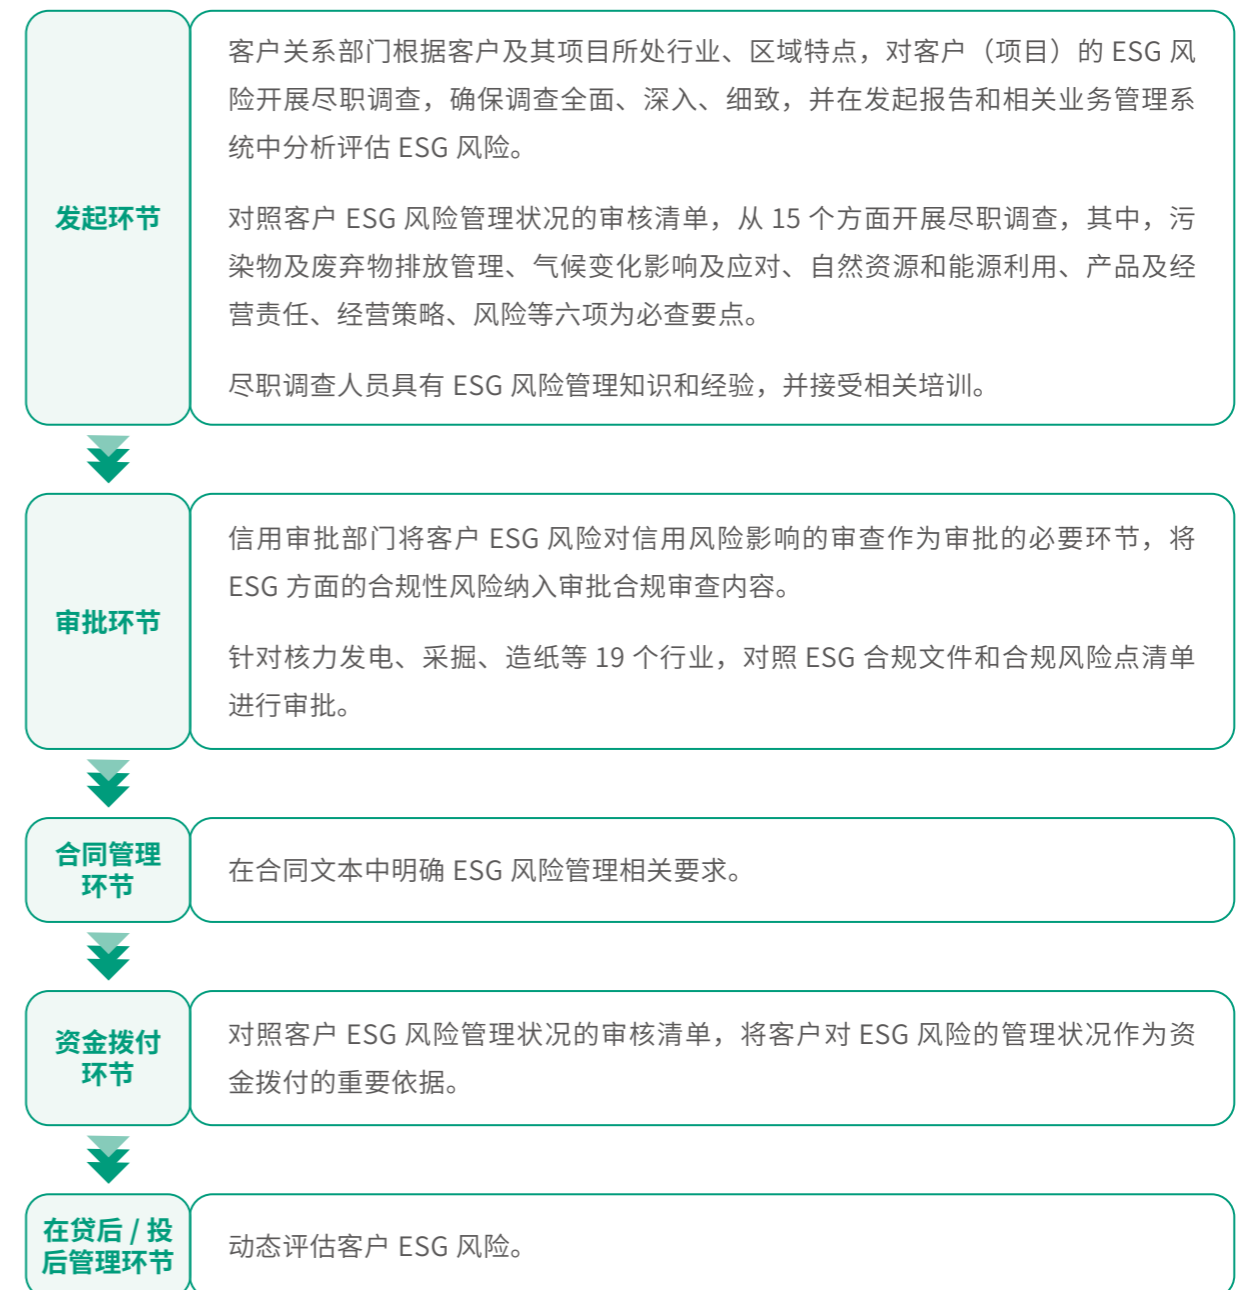 发起环节
客户关系部门根据客户及其项目所处行业、区域特点，对客户（项目）的 ESG 风
险开展尽职调查，确保调查全面、深入、细致，并在发起报告和相关业务管理系
统中分析评估 ESG 风险。
对照客户 ESG 风险管理状况的审核清单，从 15 个方面开展尽职调查，其中，污
染物及废弃物排放管理、气候变化影响及应对、自然资源和能源利用、产品及经
营责任、经营策略、风险等六项为必查要点。
尽职调查人员具有 ESG 风险管理知识和经验，并接受相关培训。
审批环节
信用审批部门将客户 ESG 风险对信用风险影响的审查作为审批的必要环节，将
ESG 方面的合规性风险纳入审批合规审查内容。
针对核力发电、采掘、造纸等 19 个行业，对照 ESG 合规文件和合规风险点清单
进行审批。
合同管理
环节
在合同文本中明确 ESG 风险管理相关要求。
资金拨付
环节
对照客户 ESG 风险管理状况的审核清单，将客户对 ESG 风险的管理状况作为资
金拨付的重要依据。
在贷后 / 投
后管理环节
动态评估客户 ESG 风险。